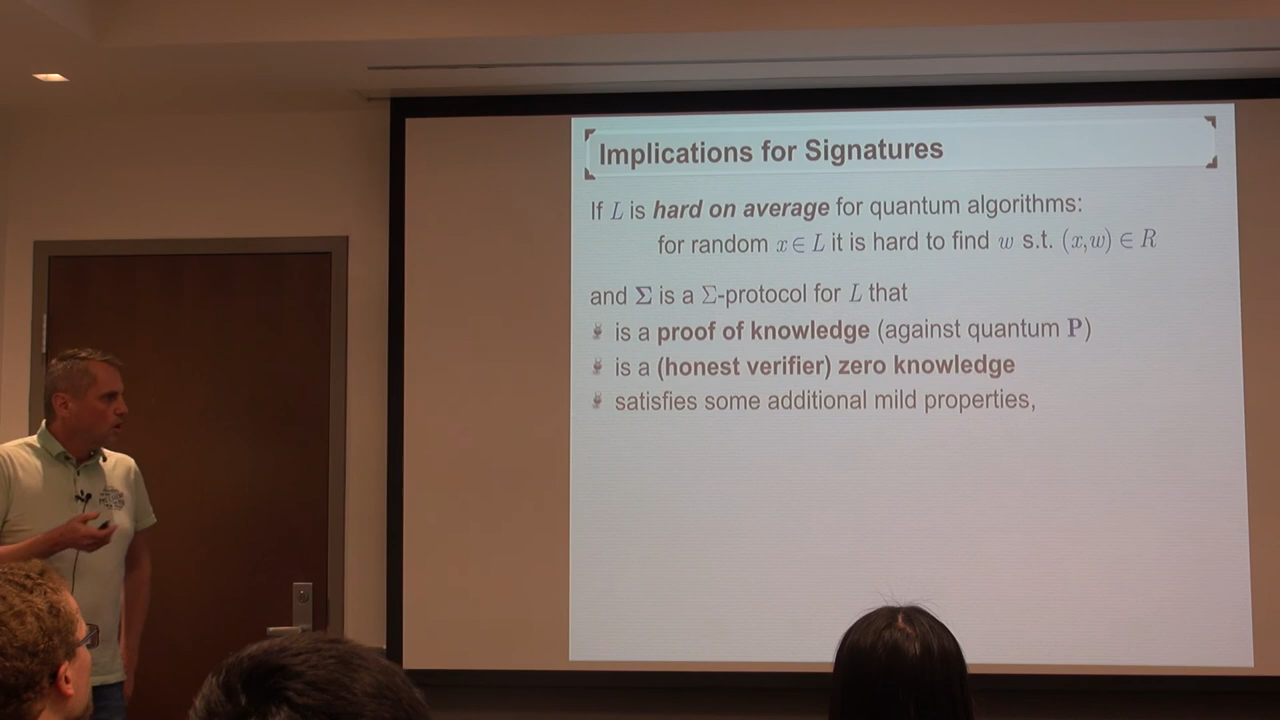 Implications for Signatures
If L is hard on average for quantum algorithms:
for random x ∈ L it is hard to find w s.t. (x,w) ∈ R
and Σ is a Σ-protocol for L that
is a proof of knowledge (against quantum P)
is a (honest verifier) zero knowledge
satisfies some additional mild properties,